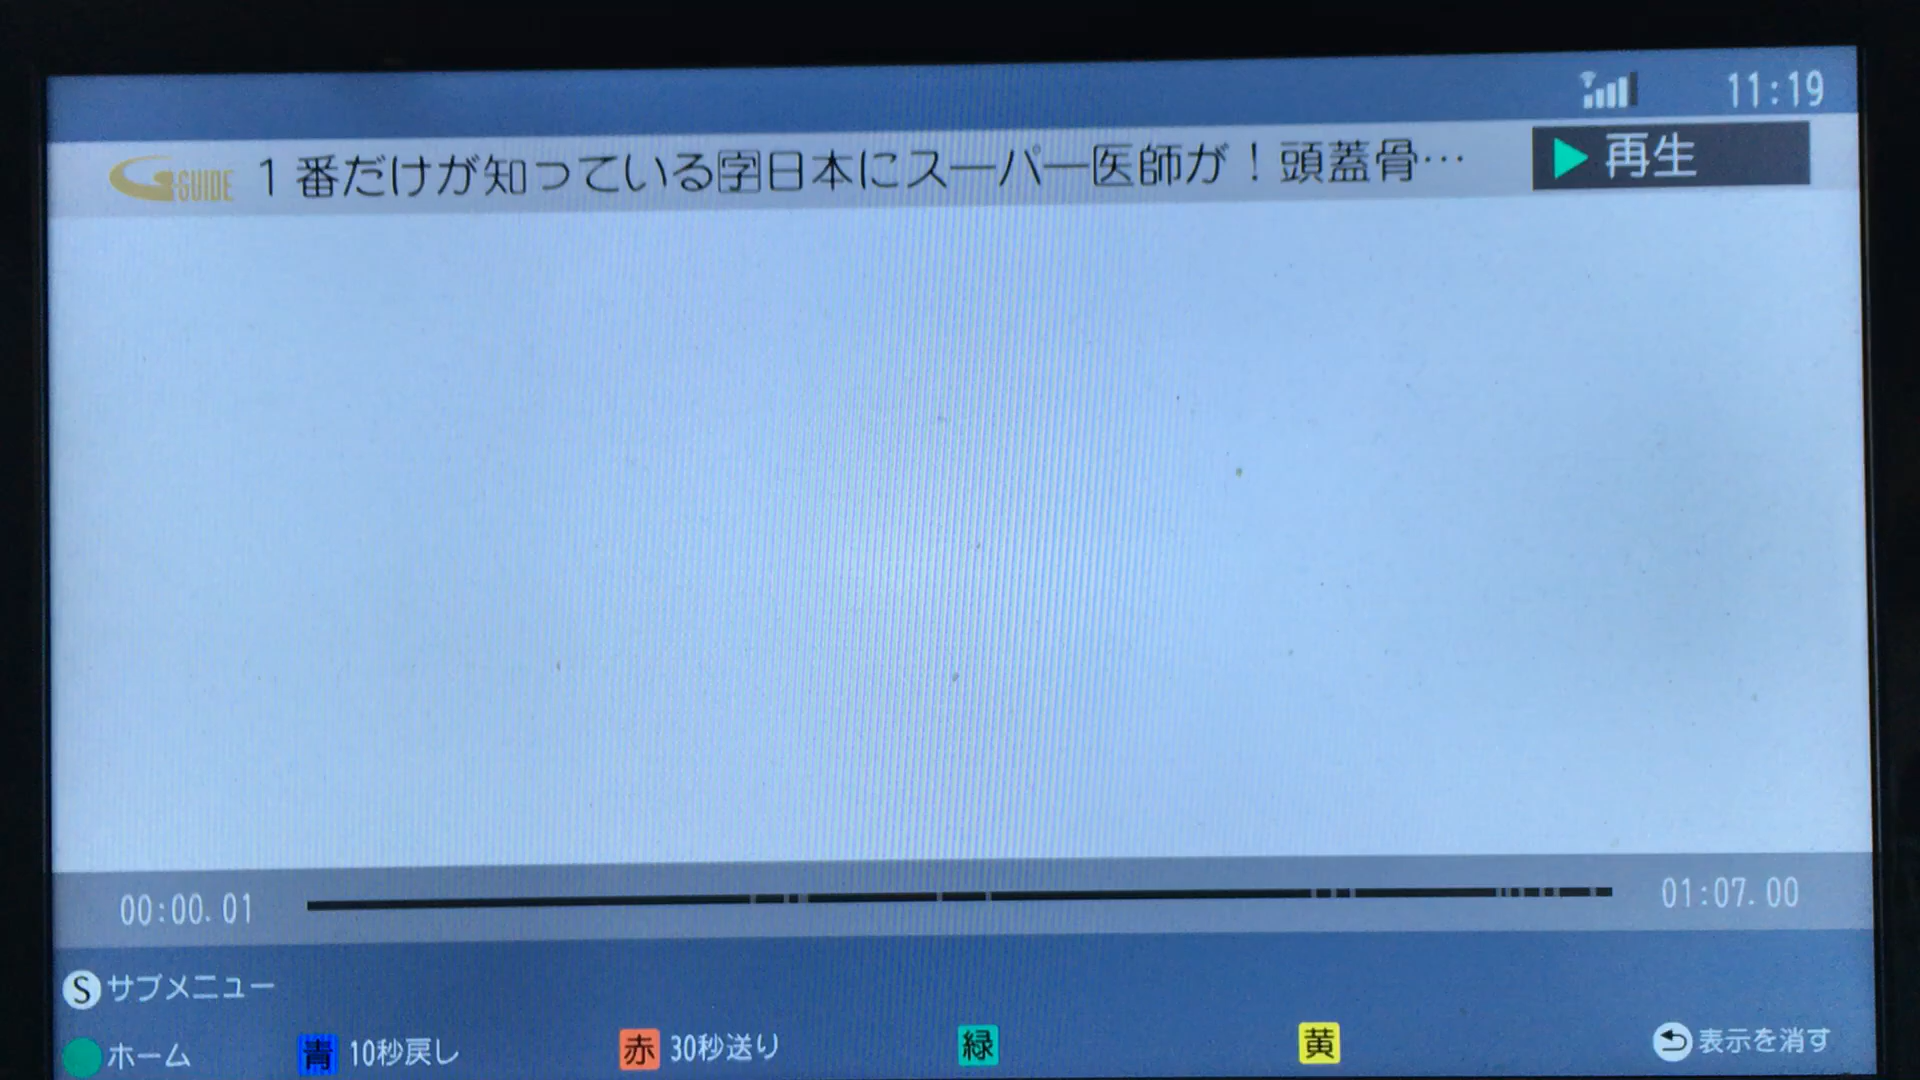 11:19
G-GUIDE 1番だけが知っている🈑日本にスーパー医師が！頭蓋骨… ▶ 再生
00:00.01 01:07.00
Sサブメニュー
ホーム 青 10秒戻し 赤 30秒送り 緑 黄 表示を消す